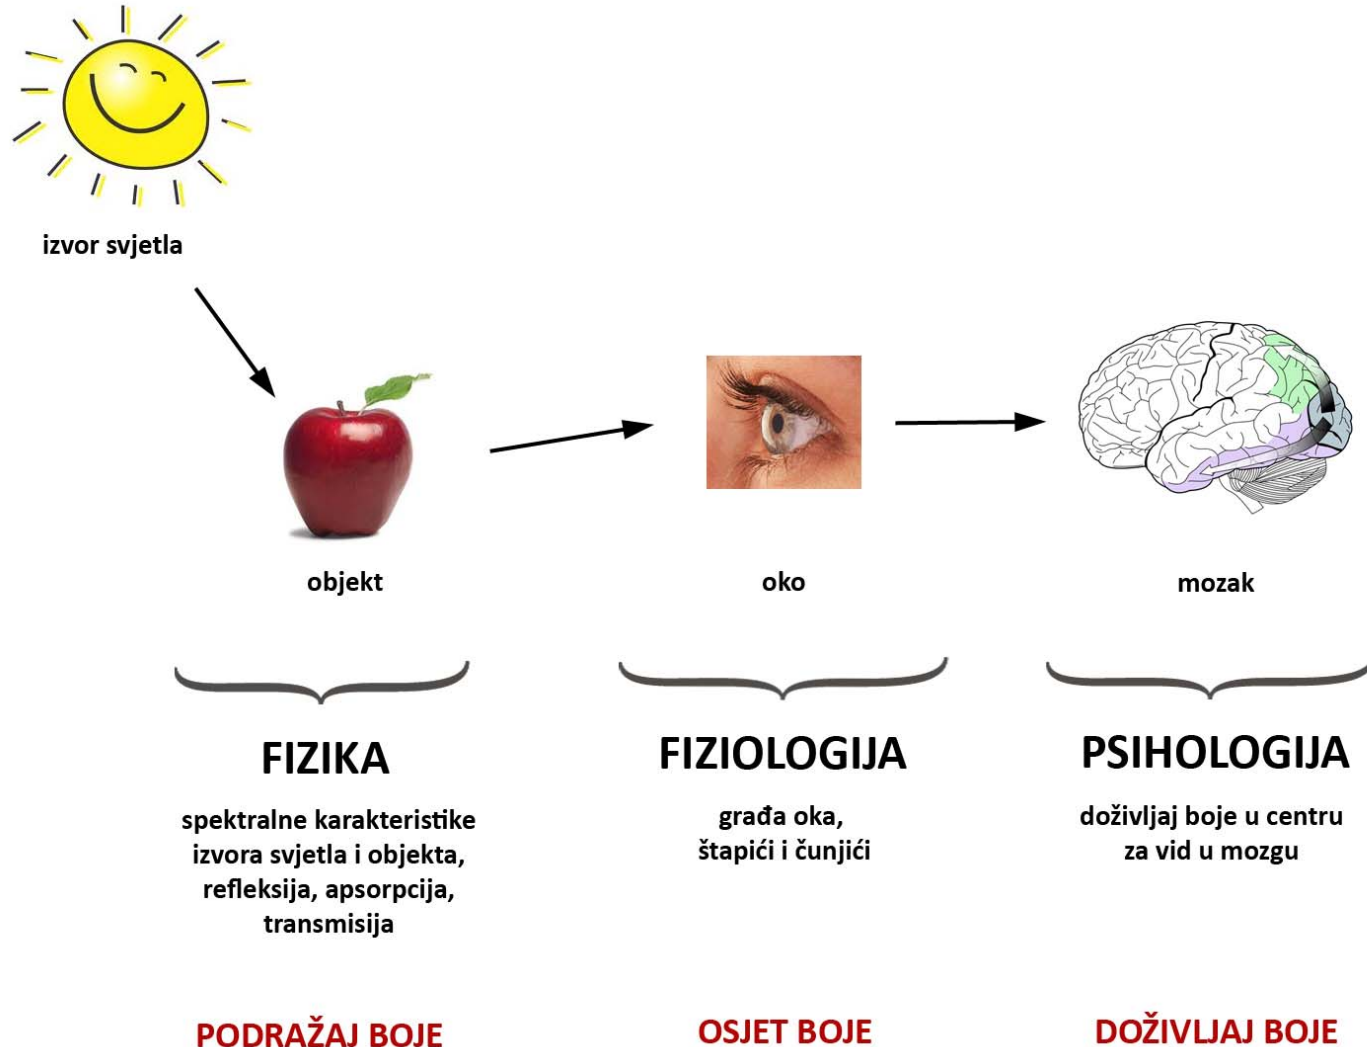 izvor svjetla
objekt
oko
mozak
FIZIKA
spektralne karakteristike
izvora svjetla i objekta,
refleksija, apsorpcija,
transmisija
FIZIOLOGIJA
građa oka,
štapići i čunjići
PSIHOLOGIJA
doživljaj boje u centru
za vid u mozgu
PODRAŽAJ BOJE
OSJET BOJE
DOŽIVLJAJ BOJE